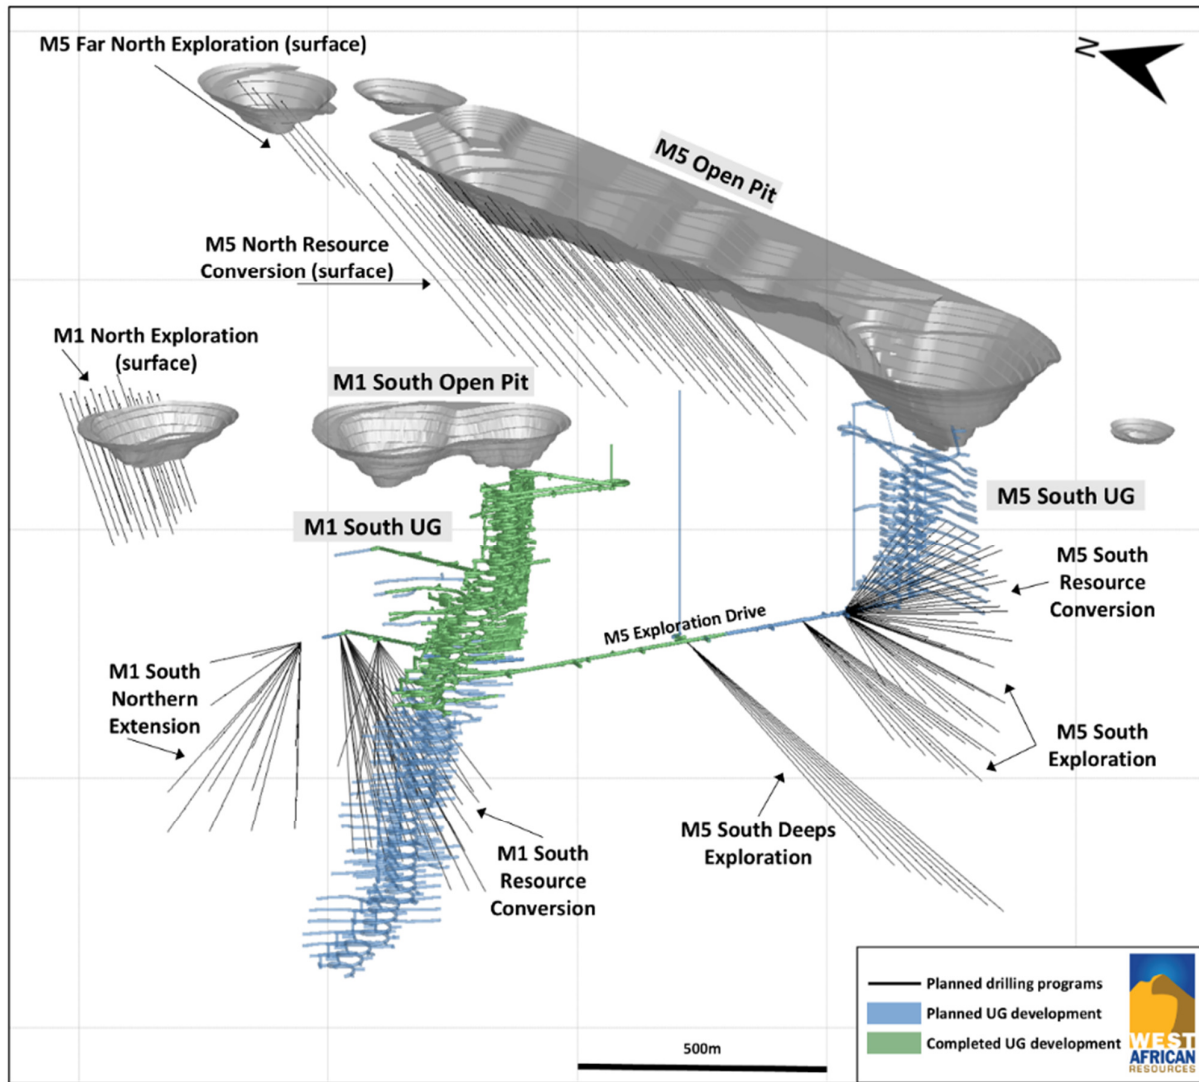 M5 Far North Exploration (surface)
N
M5 Open Pit
M5 North Resource
Conversion (surface)
M1 North Exploration
(surface)
M1 South Open Pit
M5 South UG
M1 South UG
M5 South
Resource
Conversion
M5 Exploration Drive
M1 South
Northern
Extension
M5 South
Exploration
M5 South Deeps
Exploration
M1 South
Resource
Conversion
Planned drilling programs
Planned UG development
Completed UG development
WEST
AFRICAN
RESOURCES
500m